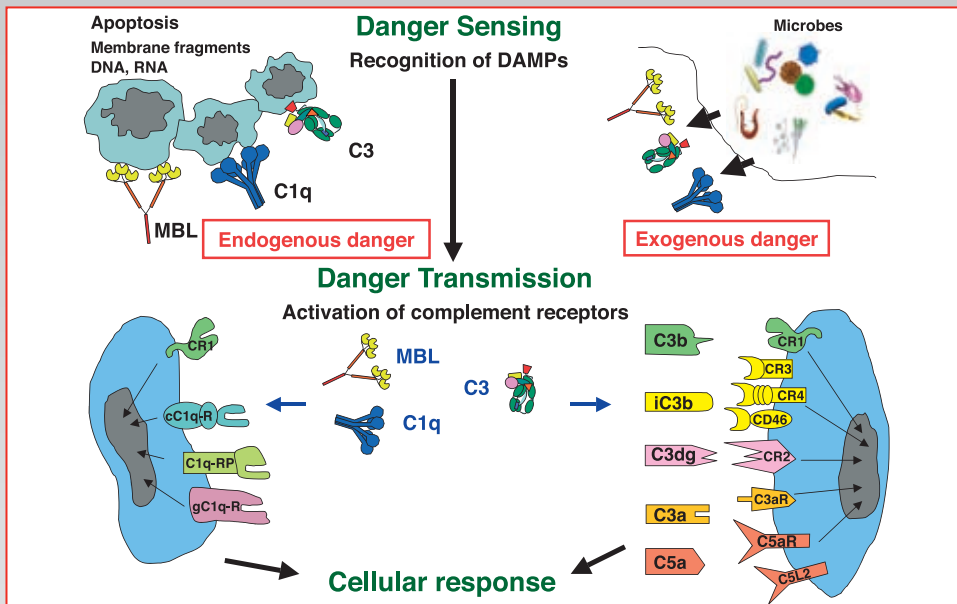 Danger Sensing
Recognition of DAMPs
Apoptosis
Membrane fragments
DNA, RNA
C3
C1q
MBL
Endogenous danger
Microbes
Exogenous danger
Danger Transmission
Activation of complement receptors
CR1
cC1q-R
C1q-RP
gC1q-R
MBL
C3
C1q
C3b
CR1
CR3
iC3b
CR4
CD46
C3dg
CR2
C3a
C3aR
C5aR
C5a
C5L2
Cellular response